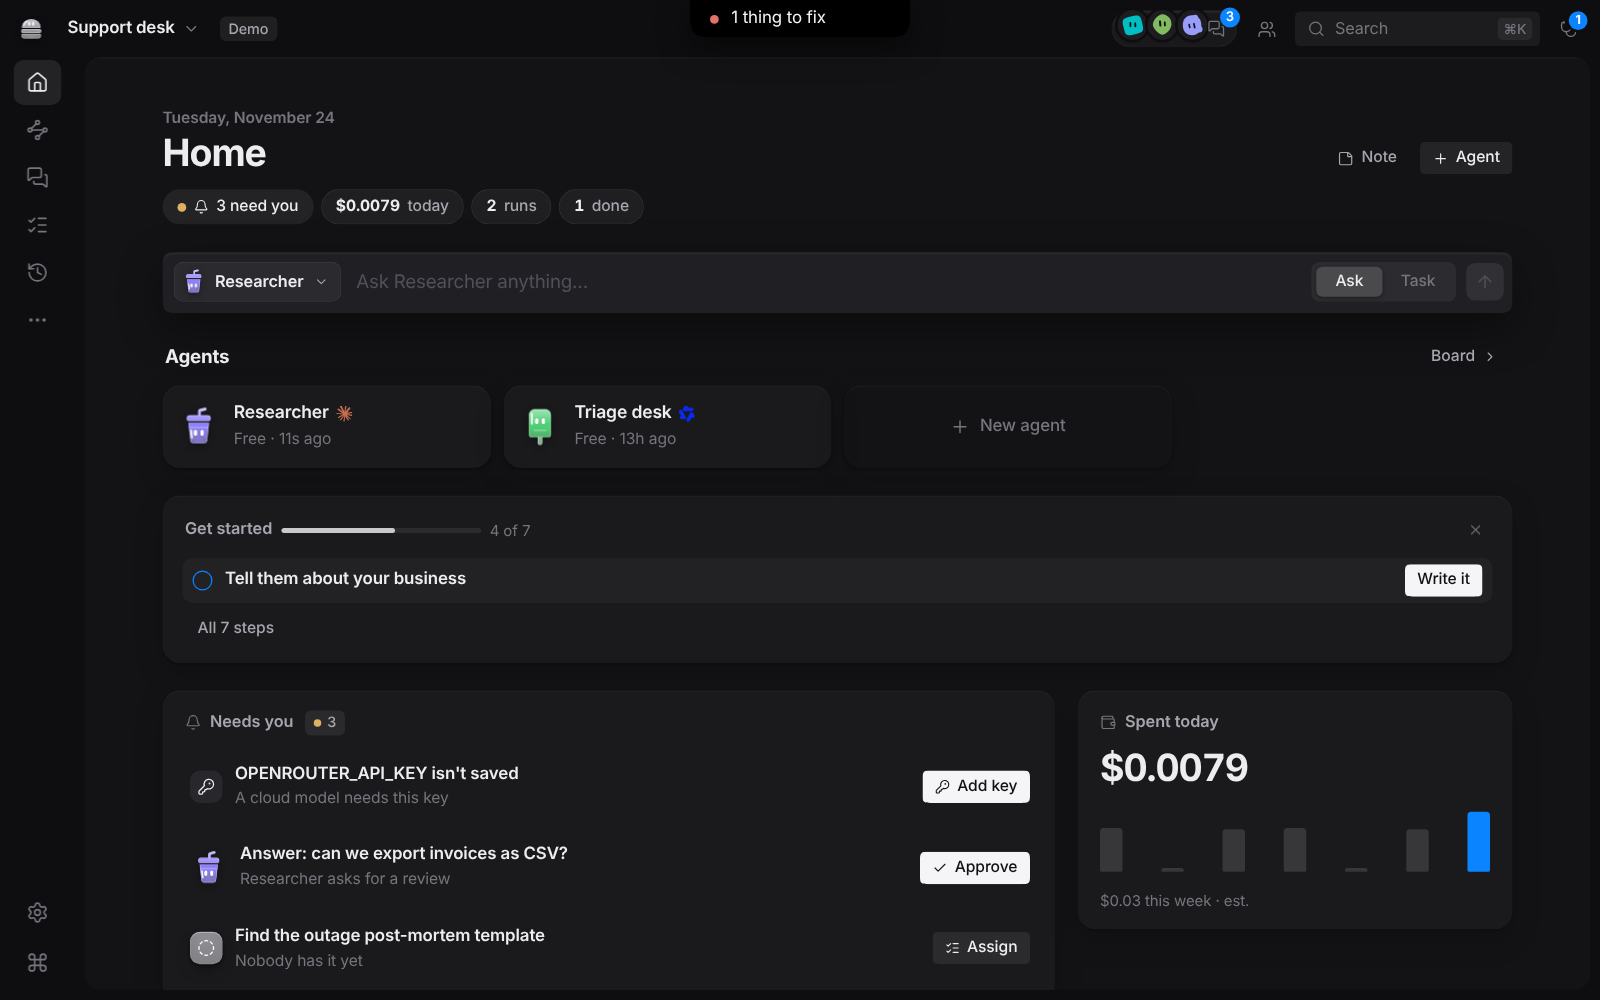 Support desk
Demo
1 thing to fix
3
Search
⌘K
1
Tuesday, November 24
Home
Note
+ Agent
3 need you
$0.0079 today
2 runs
1 done
Researcher
Ask Researcher anything...
Ask
Task
Agents
Board
Researcher
Free · 11s ago
Triage desk
Free · 13h ago
+ New agent
Get started
4 of 7
Tell them about your business
Write it
All 7 steps
Needs you
3
OPENROUTER_API_KEY isn't saved
A cloud model needs this key
Add key
Answer: can we export invoices as CSV?
Researcher asks for a review
Approve
Find the outage post-mortem template
Nobody has it yet
Assign
Spent today
$0.0079
$0.03 this week · est.